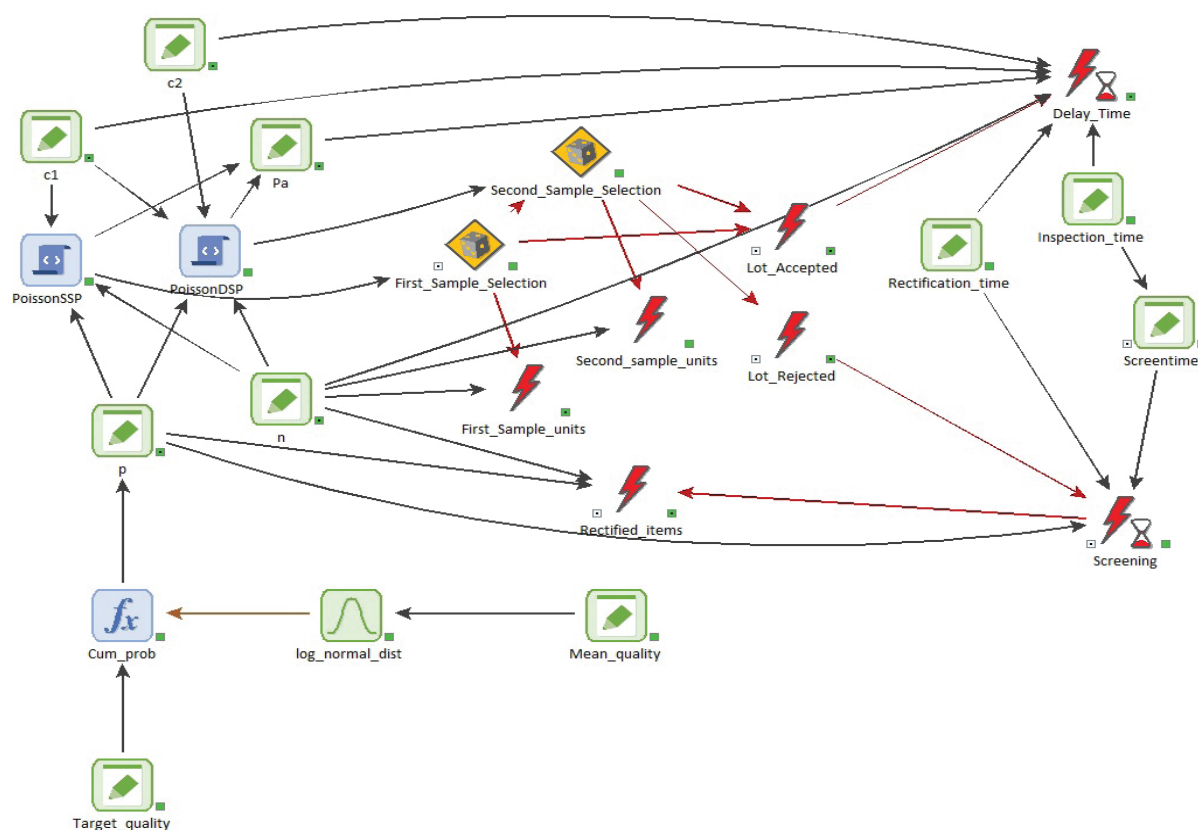 c2
Delay_Time
c1
Pa
Second_Sample_Selection
Inspection_time
Lot_Accepted
First_Sample_Selection
Rectification_time
PoissonSSP
PoissonDSP
Second_sample_units
Lot_Rejected
Screentime
First_Sample_units
n
p
Rectified_items
Screening
fx
Cum_prob
log_normal_dist
Mean_quality
Target_quality